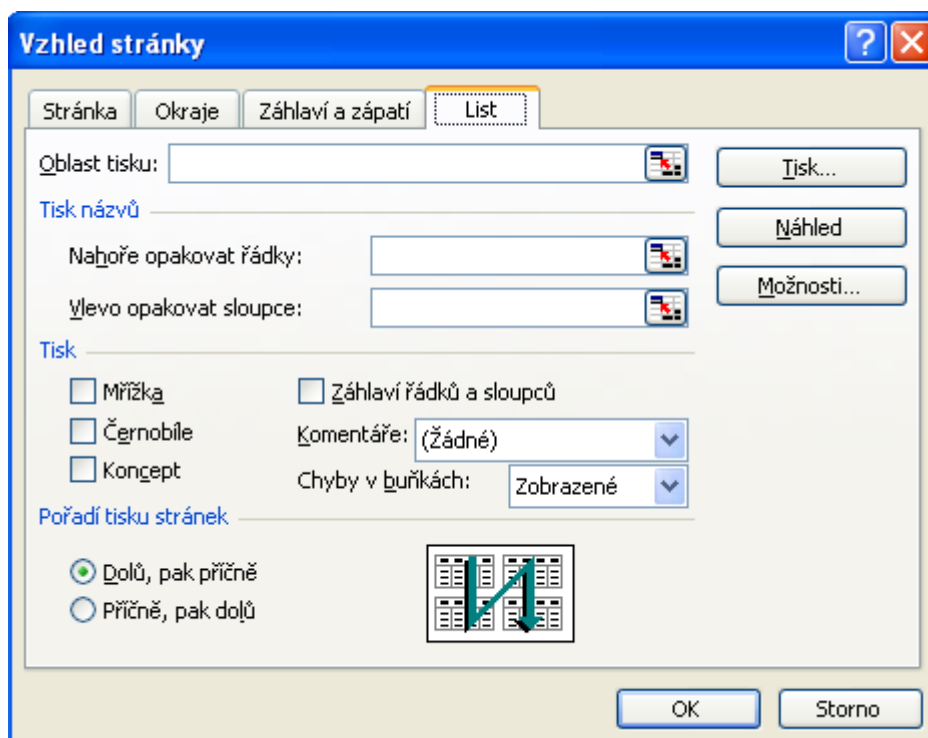 Vzhled stránky
Stránka Okraje Záhlaví a zápatí List
Oblast tisku: Tisk...
Tisk názvů Náhled
Nahoře opakovat řádky:
Možnosti...
Vlevo opakovat sloupce:
Tisk
Mřížka Záhlaví řádků a sloupců
Černobíle Komentáře: (Žádné)
Koncept Chyby v buňkách: Zobrazené
Pořadí tisku stránek
Dolů, pak příčně
Příčně, pak dolů
OK Storno